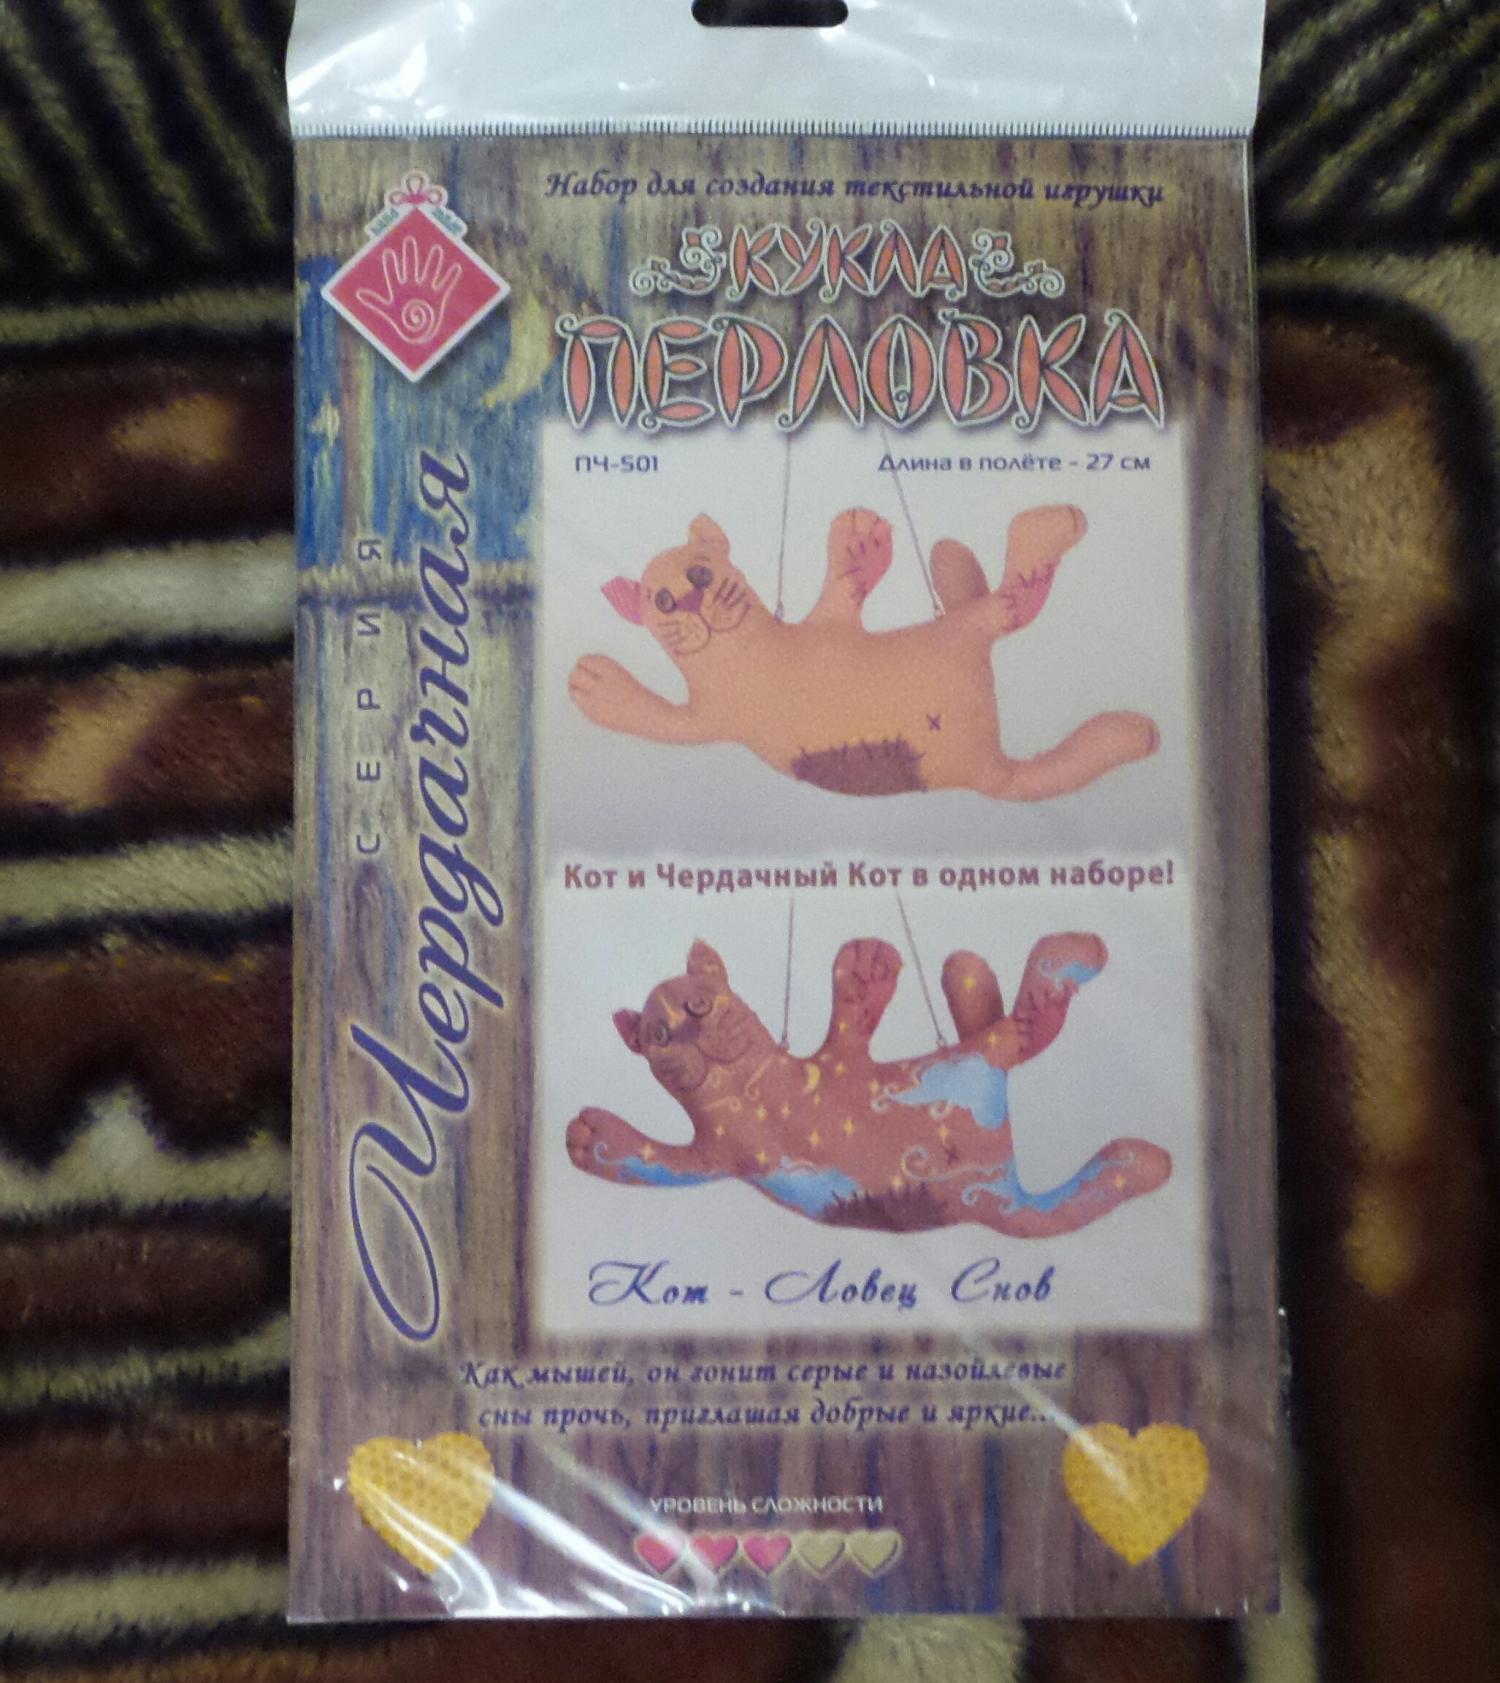 Набор для создания текстильной игрушки
КУКЛА
ПЕРЛОВКА
ПЧ-501
Длина в полёте - 27 см
СЕРИЯ
Чердачная
Кот и Чердачный Кот в одном наборе!
Кот - Ловец Снов
Как мышей, он гонит серые и назойлевые
сны прочь, приглашая добрые и яркие...
УРОВЕНЬ СЛОЖНОСТИ